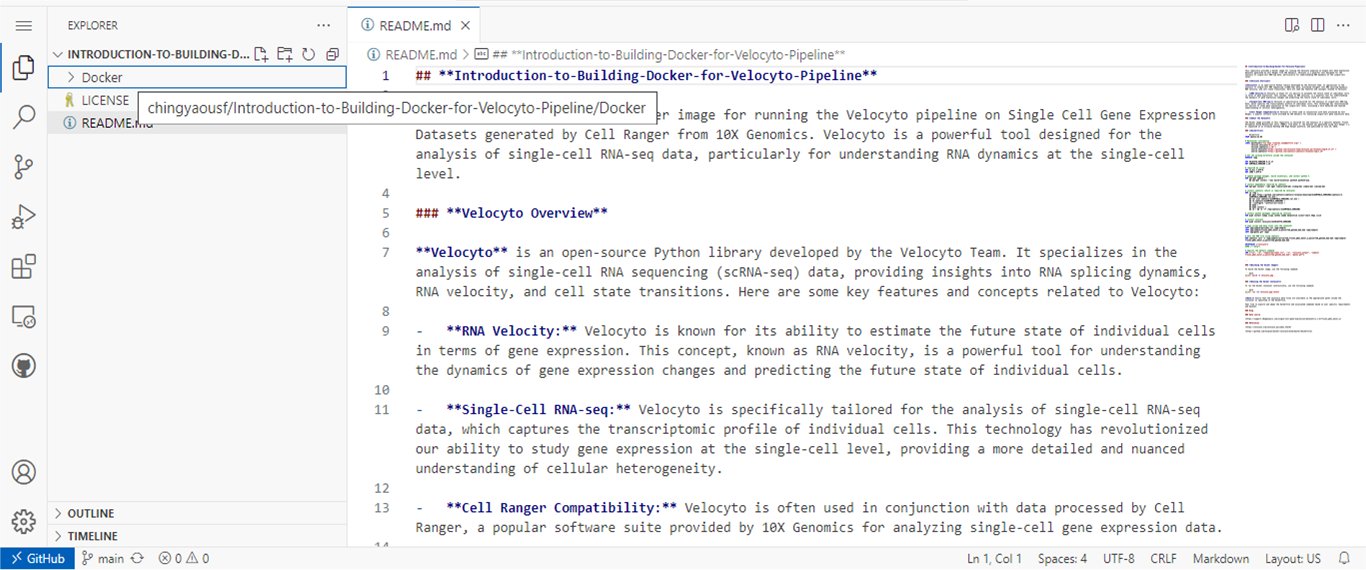 EXPLORER
README.md
INTRODUCTION-TO-BUILDING-D...
README.md
## **Introduction-to-Building-Docker-for-Velocyto-Pipeline**
Docker
LICENSE
chingyaousf/Introduction-to-Building-Docker-for-Velocyto-Pipeline/Docker
README.md
1 ## **Introduction-to-Building-Docker-for-Velocyto-Pipeline**
er image for running the Velocyto pipeline on Single Cell Gene Expression
Datasets generated by Cell Ranger from 10X Genomics. Velocyto is a powerful tool designed for the
analysis of single-cell RNA-seq data, particularly for understanding RNA dynamics at the single-cell
level.
4
5 ### **Velocyto Overview**
6
7 **Velocyto** is an open-source Python library developed by the Velocyto Team. It specializes in the
analysis of single-cell RNA sequencing (scRNA-seq) data, providing insights into RNA splicing dynamics,
RNA velocity, and cell state transitions. Here are some key features and concepts related to Velocyto:
8
9 - **RNA Velocity:** Velocyto is known for its ability to estimate the future state of individual cells
in terms of gene expression. This concept, known as RNA velocity, is a powerful tool for understanding
the dynamics of gene expression changes and predicting the future state of individual cells.
10
11 - **Single-Cell RNA-seq:** Velocyto is specifically tailored for the analysis of single-cell RNA-seq
data, which captures the transcriptomic profile of individual cells. This technology has revolutionized
our ability to study gene expression at the single-cell level, providing a more detailed and nuanced
understanding of cellular heterogeneity.
12
13 - **Cell Ranger Compatibility:** Velocyto is often used in conjunction with data processed by Cell
Ranger, a popular software suite provided by 10X Genomics for analyzing single-cell gene expression data.
OUTLINE
TIMELINE
GitHub
main
0
0
Ln 1, Col 1
Spaces: 4
UTF-8
CRLF
Markdown
Layout: US